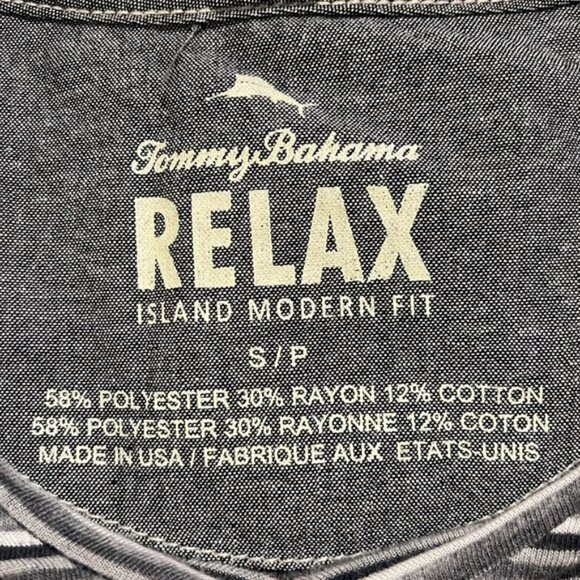 Tommy Bahama
RELAX
ISLAND MODERN FIT
S/P
58% POLYESTER 30% RAYON 12% COTTON
58% POLYESTER 30% RAYONNE 12% COTON
MADE IN USA / FABRIQUE AUX ETATS-UNIS